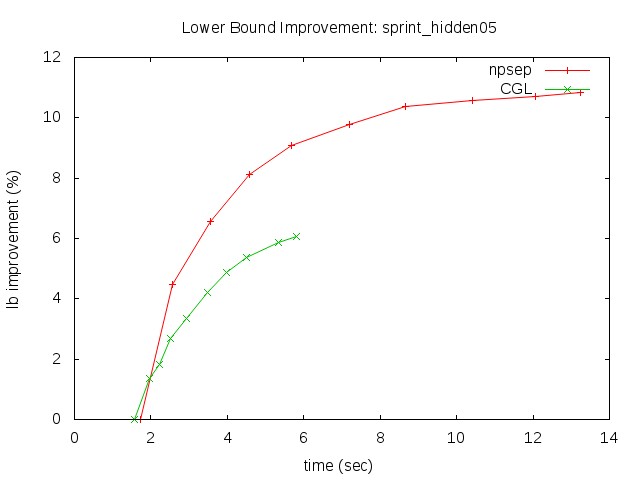 Lower Bound Improvement: sprint_hidden05
12
10
8
6
4
2
0
lb improvement (%)
npsep
CGL
0 2 4 6 8 10 12 14
time (sec)